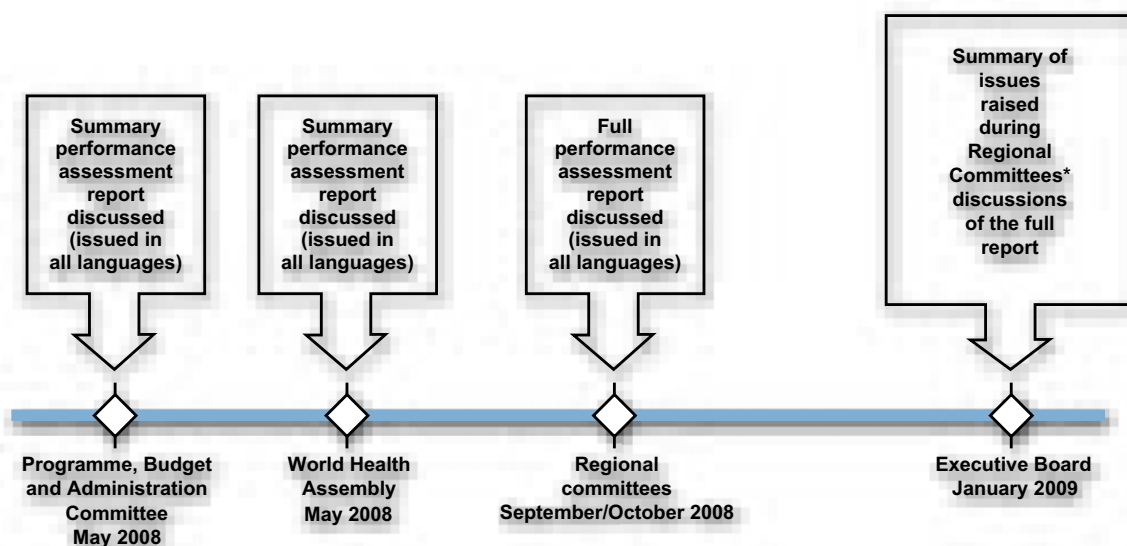 Summary
performance
assessment
report
discussed
(issued in
all languages)
Summary
performance
assessment
report
discussed
(issued in
all languages)
Full
performance
assessment
report
discussed
(issued in
all languages)
Summary of
issues
raised
during
Regional
Committees*
discussions
of the full
report
Programme, Budget
and Administration
Committee
May 2008
World Health
Assembly
May 2008
Regional
committees
September/October 2008
Executive Board
January 2009